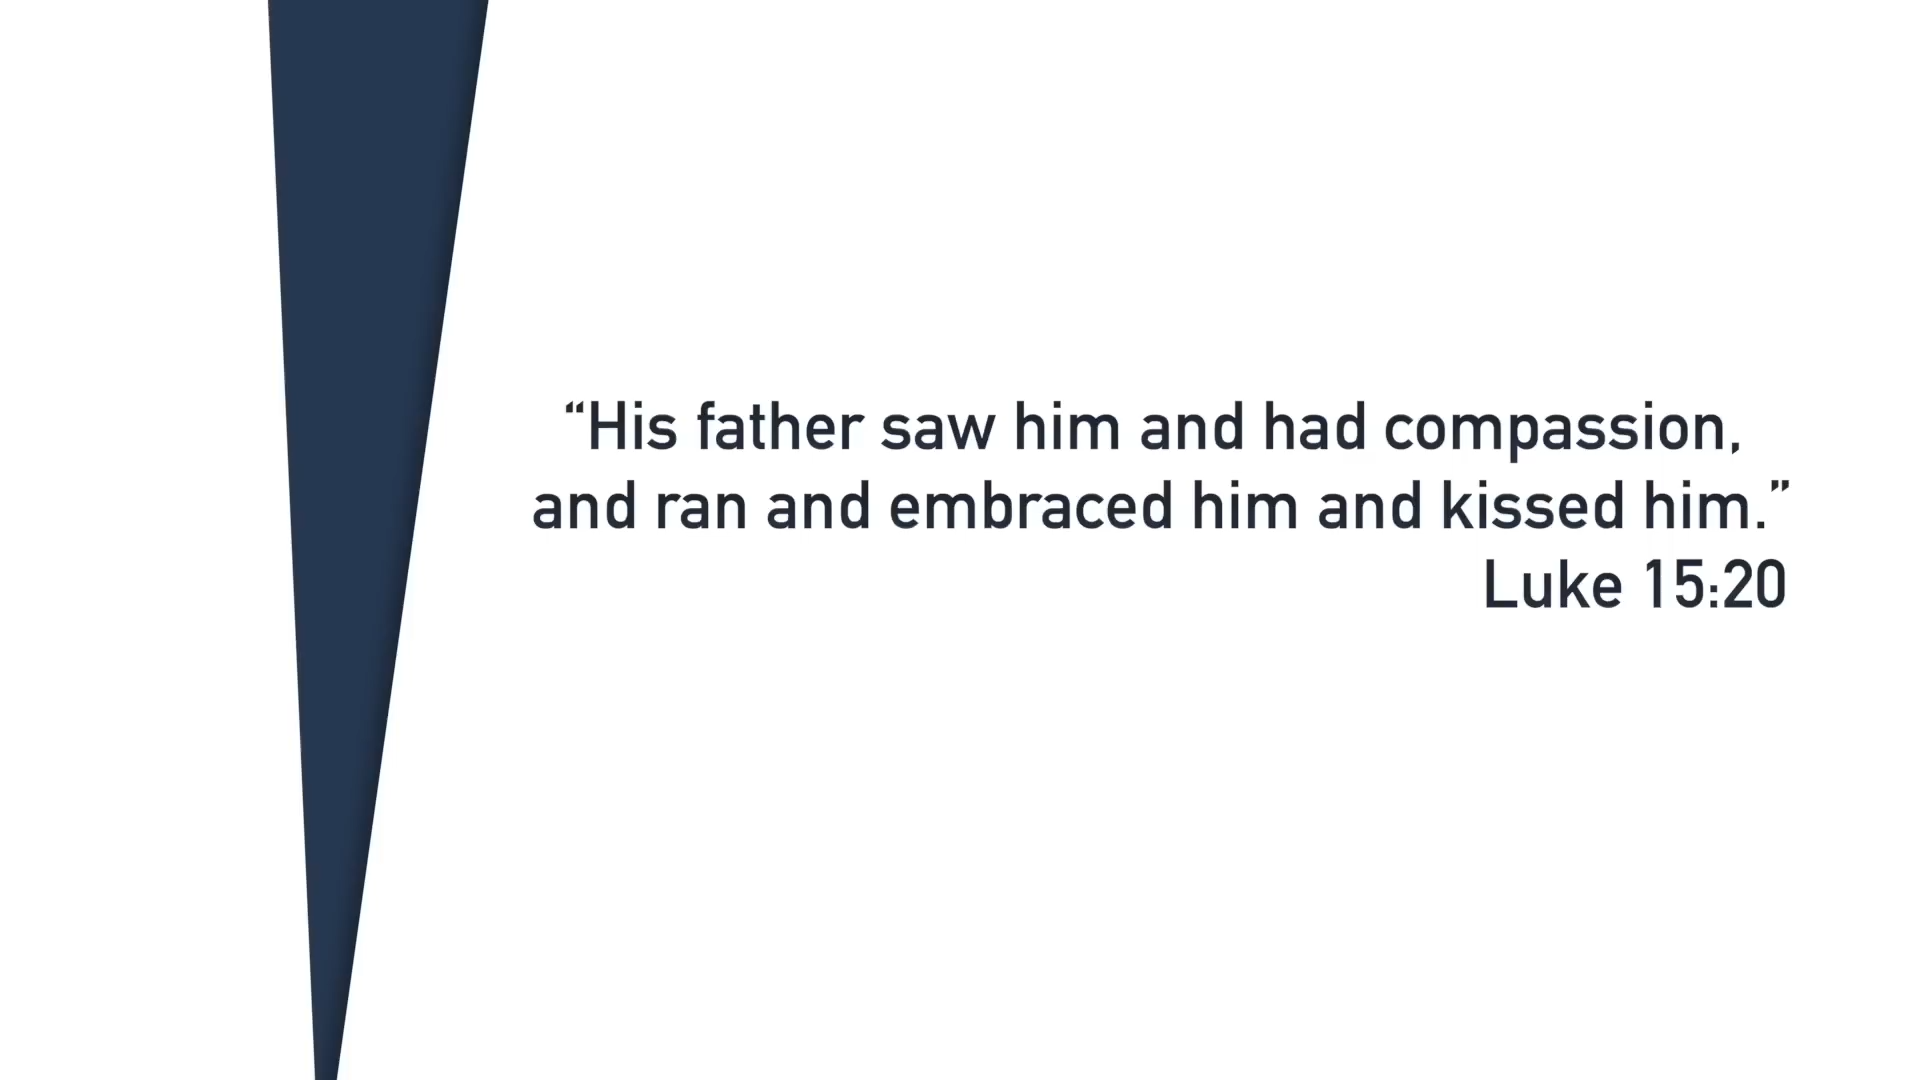 “His father saw him and had compassion,
and ran and embraced him and kissed him.”
Luke 15:20